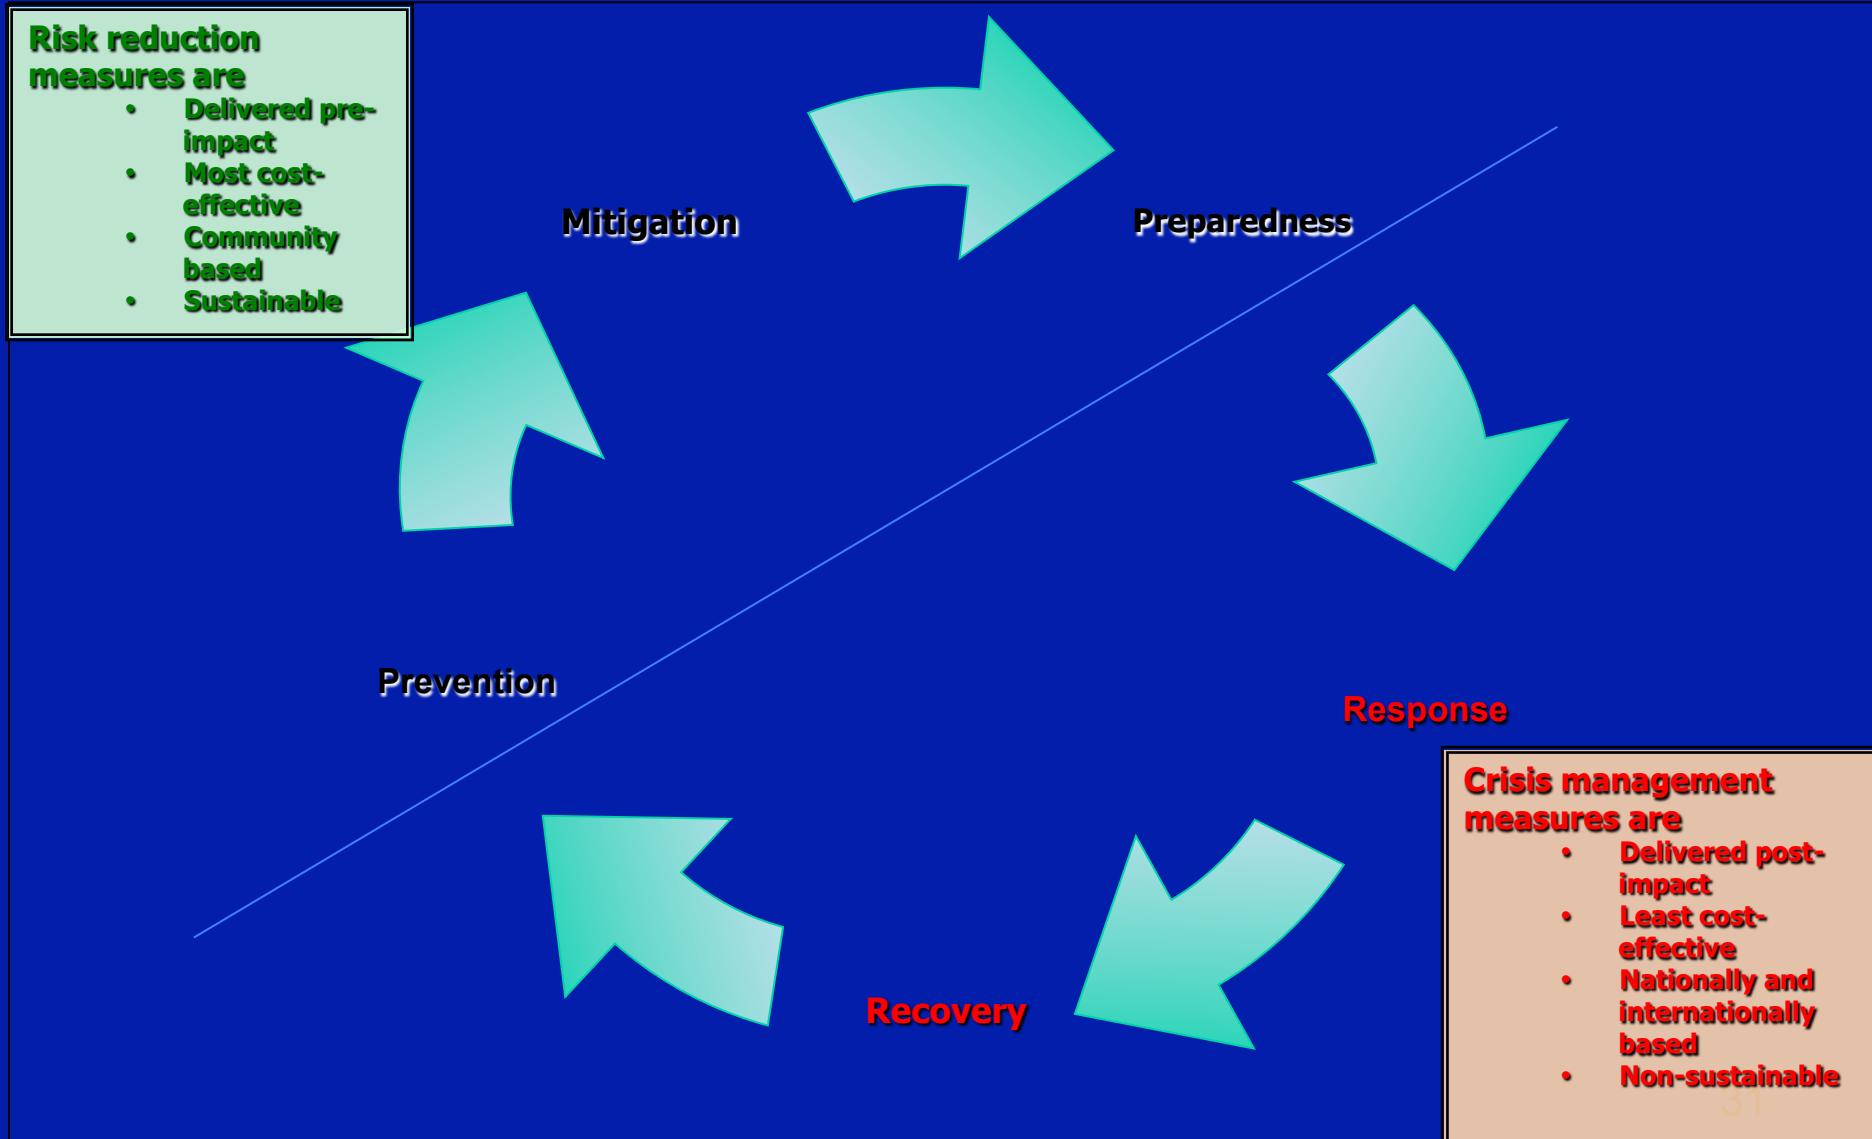 Risk reduction
measures are
• Delivered pre-
impact
• Most cost-
effective
• Community
based
• Sustainable
Mitigation
Preparedness
Prevention
Response
Recovery
Crisis management
measures are
• Delivered post-
impact
• Least cost-
effective
• Nationally and
internationally
based
• Non-sustainable
31